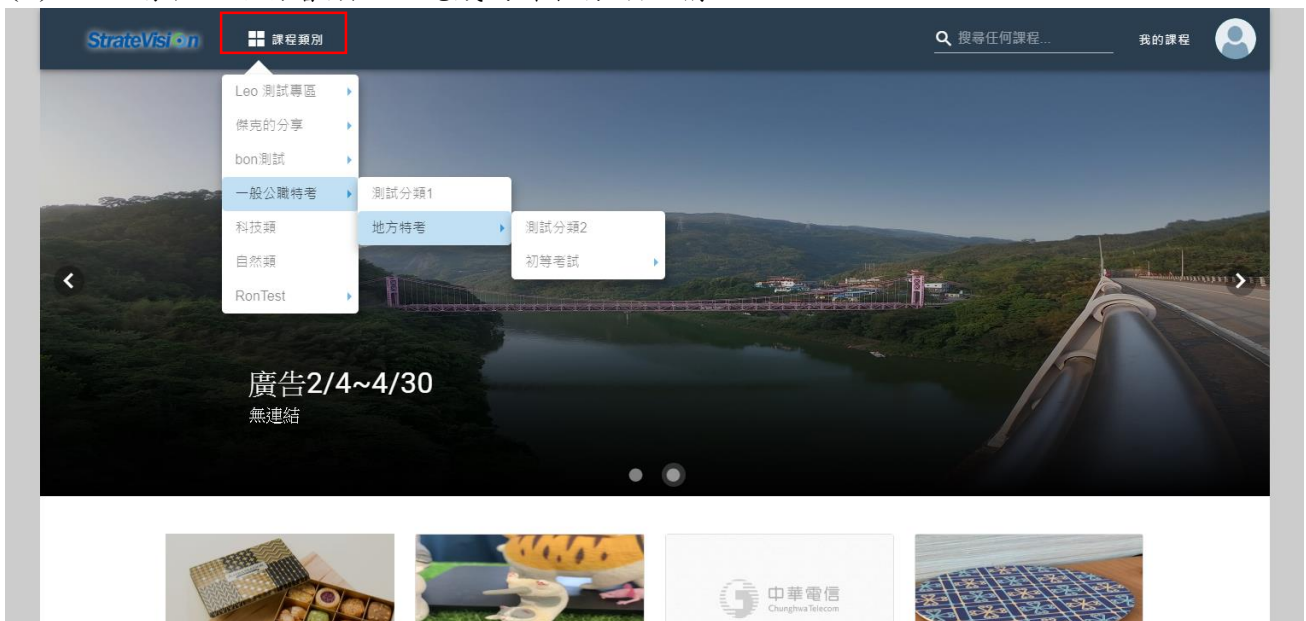 StrateVision
課程類別
搜尋任何課程...
我的課程
Leo 測試專區
傑克的分享
bon測試
一般公職特考
測試分類1
科技類
地方特考
測試分類2
自然類
初等考試
RonTest
廣告2/4~4/30
無連結
中華電信
Chunghwa Telecom